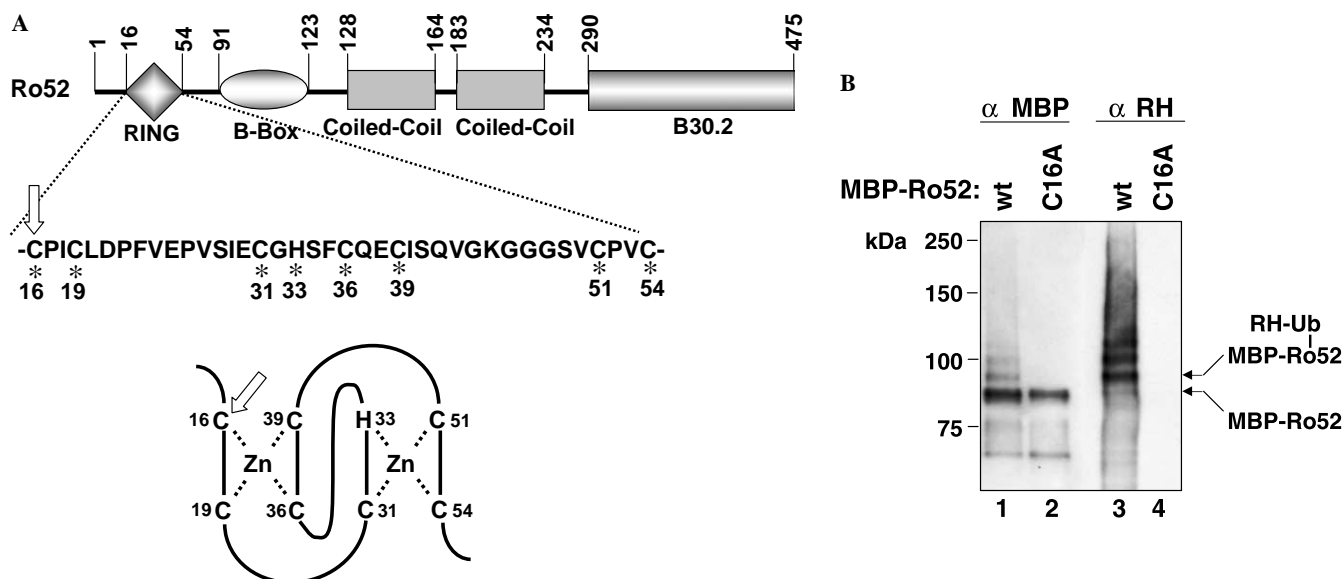 A
1 16 54 91 123 128 164 183 234 290 475
Ro52
RING B-Box Coiled-Coil Coiled-Coil B30.2
-CPICLDPFVEPVSIECGHSFCQECISQVGKGGGSVCPVC-
* * * * * * * *
16 19 31 33 36 39 51 54
16 C 39 C H 33 C 51
Zn Zn
19 C 36 C C 31 C 54
B
α MBP α RH
MBP-Ro52: wt C16A wt C16A
kDa 250
150
RH-Ub
100 MBP-Ro52
MBP-Ro52
75
1 2 3 4